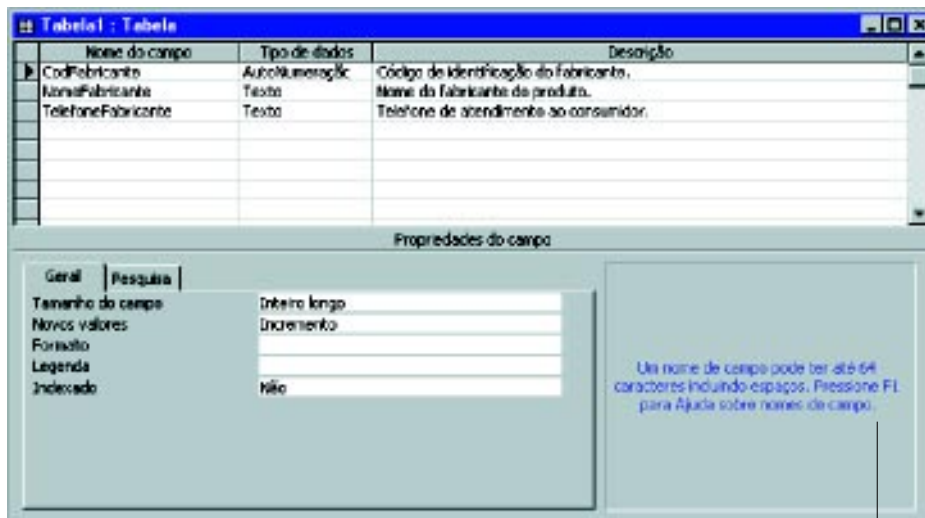 Tabela1 : Tabela
Nome do campo Tipo de dados Descrição
CodFabricante AutoNumeração Código de identificação do fabricante.
NomeFabricante Texto Nome do fabricante do produto.
TelefoneFabricante Texto Telefone de atendimento ao consumidor.
Propriedades do campo
Geral Pesquisa
Tamanho do campo Inteiro longo
Novos valores Incremento
Formato
Legenda
Indexado Não
Um nome de campo pode ter até 64
caracteres incluindo espaços. Pressione F1
para Ajuda sobre nomes de campo.